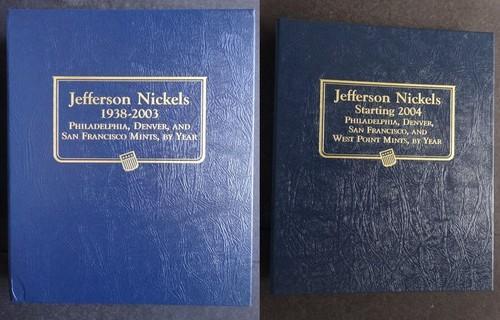 Jefferson Nickels
1938-2003
Philadelphia, Denver, and
San Francisco Mints, by Year
Jefferson Nickels
Starting 2004
Philadelphia, Denver,
San Francisco, and
West Point Mints, by Year